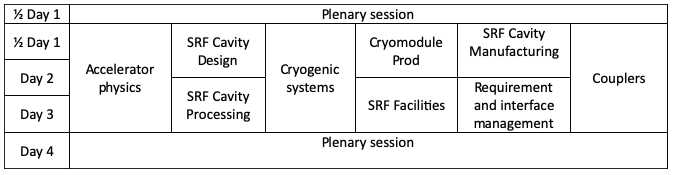 ½ Day 1
Plenary session
½ Day 1
Accelerator
physics
SRF Cavity
Design
Cryogenic
systems
Cryomodule
Prod
SRF Cavity
Manufacturing
Couplers
Day 2
SRF Cavity
Processing
SRF Facilities
Requirement
and interface
management
Day 3
Day 4
Plenary session